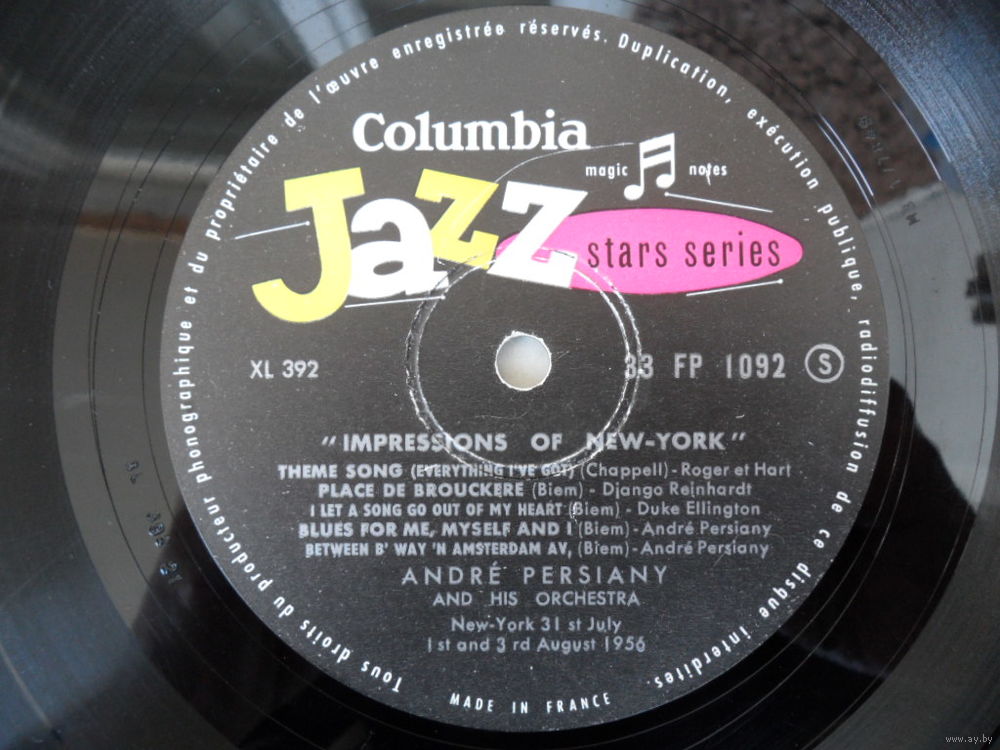 Tous droits du producteur phonographique et du propriétaire de l'œuvre enregistrée réservés. Duplication, exécution publique, radiodiffusion de ce disque interdites.
Columbia
magic notes
Jazz
stars series
XL 392
33 FP 1092 S
"IMPRESSIONS OF NEW-YORK"
THEME SONG (EVERYTHING I'VE GOT) (Chappell) - Roger et Hart
PLACE DE BROUCKERE (Biem) - Django Reinhardt
I LET A SONG GO OUT OF MY HEART (Biem) - Duke Ellington
BLUES FOR ME, MYSELF AND I (Biem) - André Persiany
BETWEEN B' WAY 'N AMSTERDAM AV, (Biem) - André Persiany
ANDRÉ PERSIANY
AND HIS ORCHESTRA
New-York 31 st July
1st and 3 rd August 1956
MADE IN FRANCE
www.ay.by